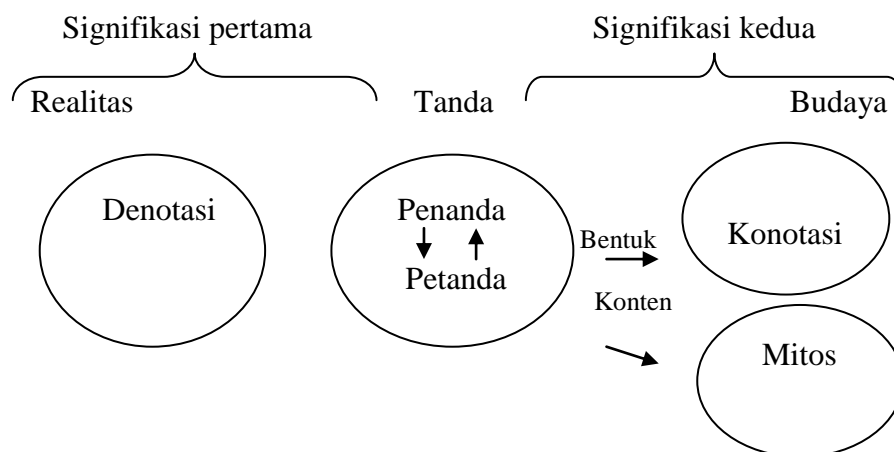 Signifikasi pertama
Signifikasi kedua
Realitas
Tanda
Budaya
Denotasi
Penanda
Petanda
Bentuk
Konten
Konotasi
Mitos